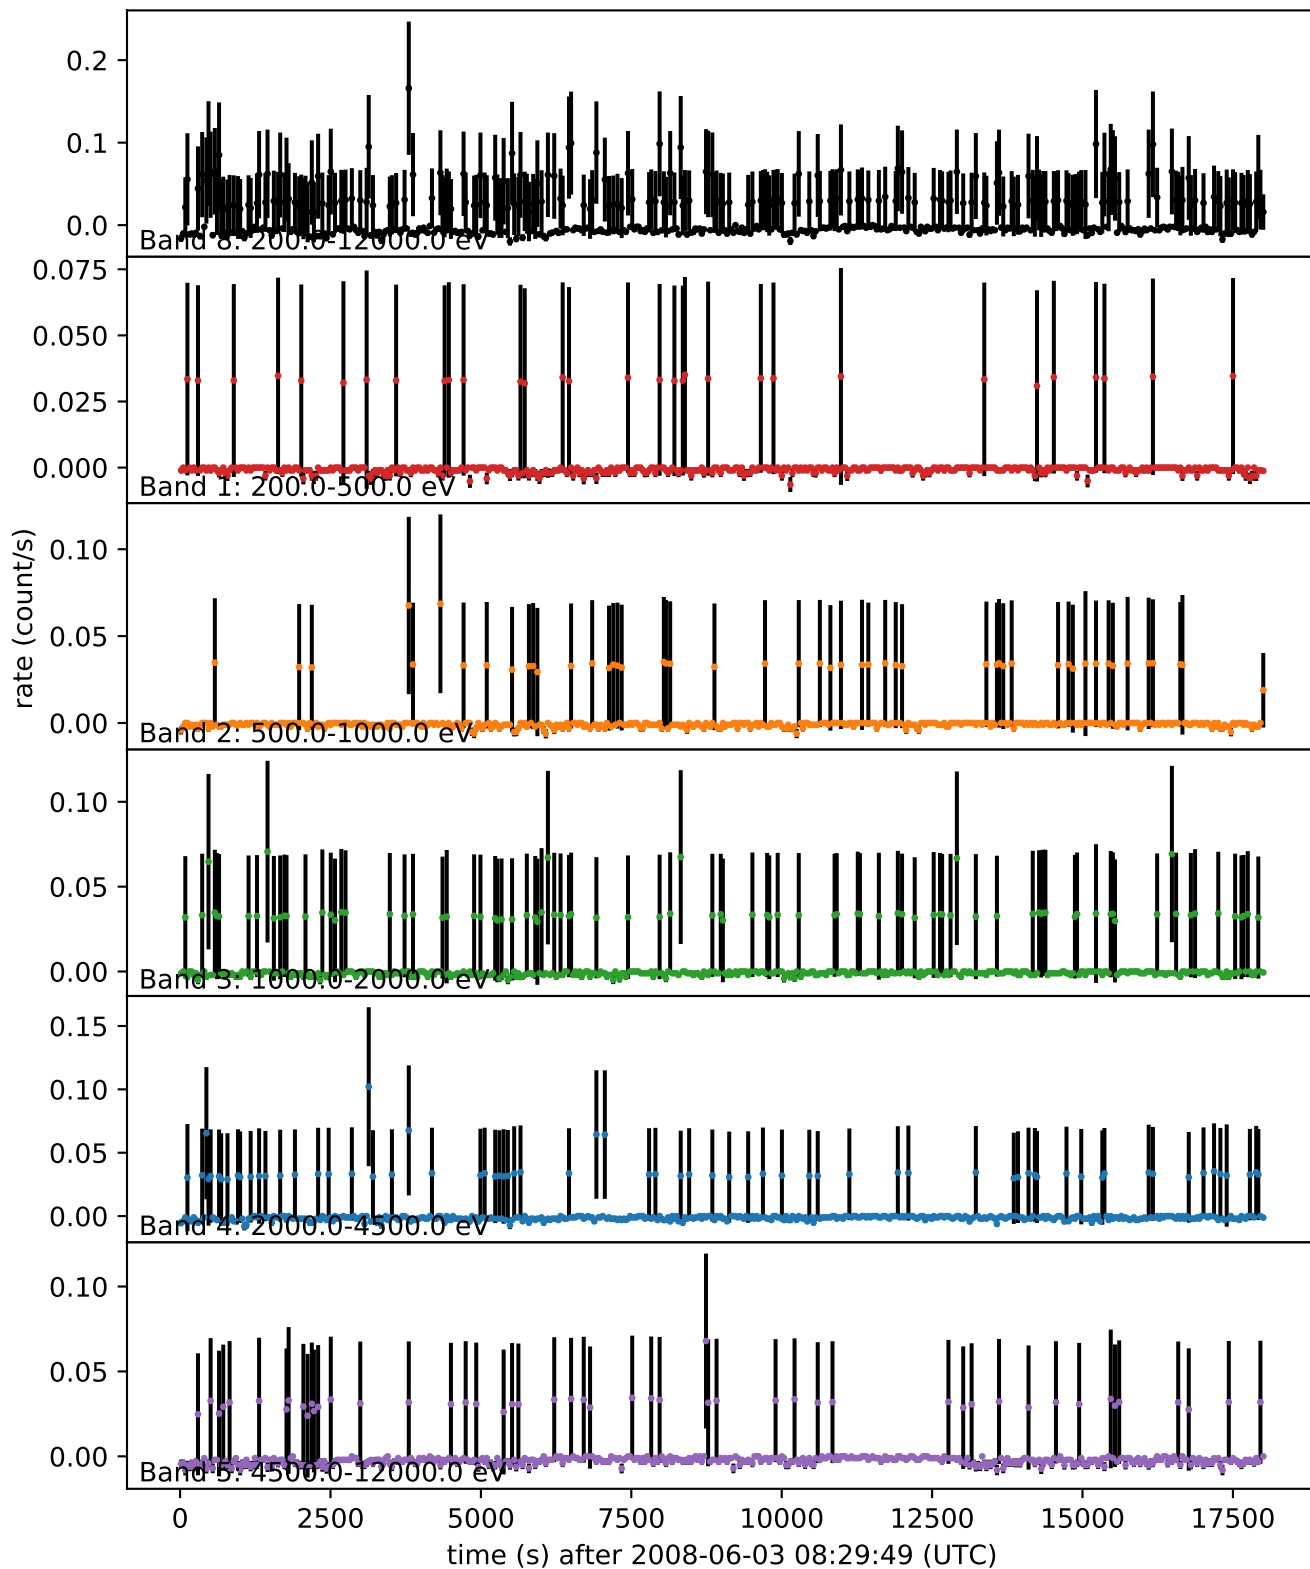 0.2
0.1
0.0
Band 8: 200.0-12000.0 eV
0.075
0.050
0.025
0.000
Band 1: 200.0-500.0 eV
rate (count/s)
0.10
0.05
0.00
Band 2: 500.0-1000.0 eV
0.10
0.05
0.00
Band 3: 1000.0-2000.0 eV
0.15
0.10
0.05
0.00
Band 4: 2000.0-4500.0 eV
0.10
0.05
0.00
Band 5: 4500.0-12000.0 eV
0 2500 5000 7500 10000 12500 15000 17500
time (s) after 2008-06-03 08:29:49 (UTC)